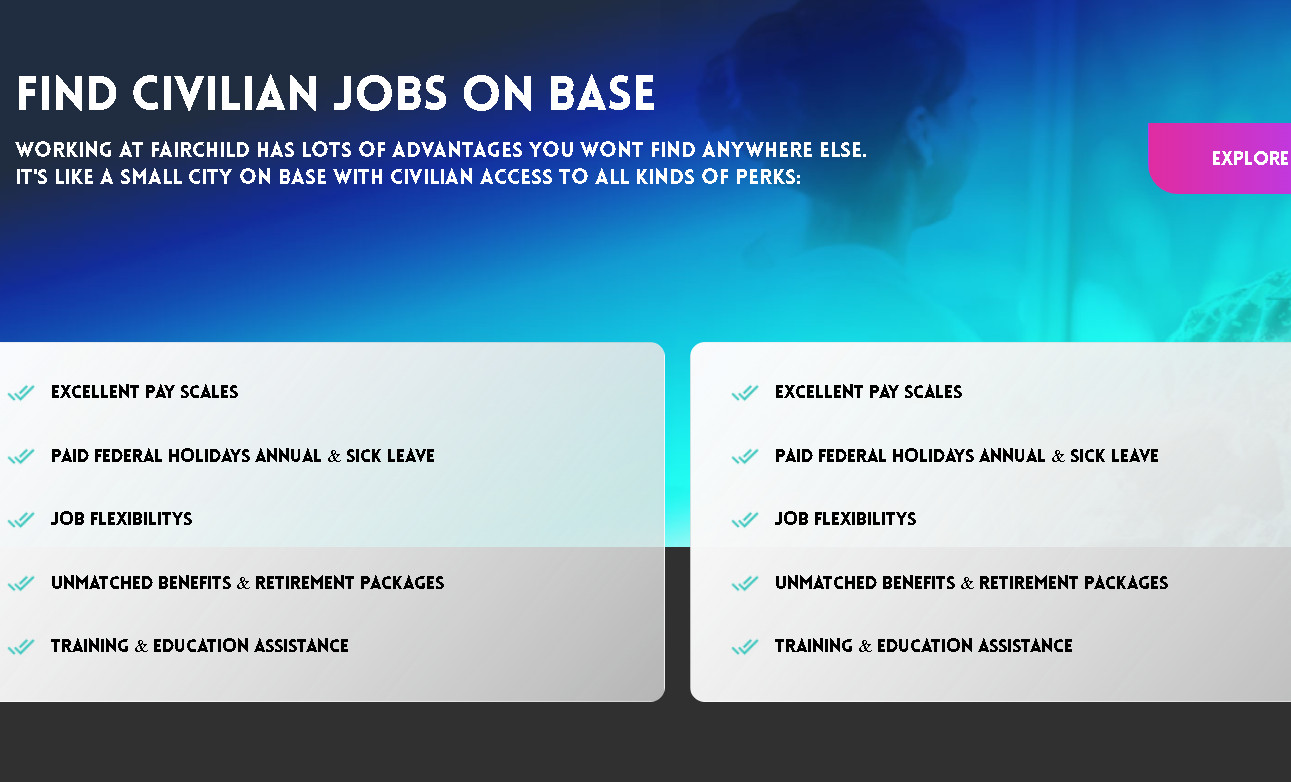 FIND CIVILIAN JOBS ON BASE
WORKING AT FAIRCHILD HAS LOTS OF ADVANTAGES YOU WONT FIND ANYWHERE ELSE.
IT'S LIKE A SMALL CITY ON BASE WITH CIVILIAN ACCESS TO ALL KINDS OF PERKS:
EXPLORE
EXCELLENT PAY SCALES
PAID FEDERAL HOLIDAYS ANNUAL & SICK LEAVE
JOB FLEXIBILITYS
UNMATCHED BENEFITS & RETIREMENT PACKAGES
TRAINING & EDUCATION ASSISTANCE
EXCELLENT PAY SCALES
PAID FEDERAL HOLIDAYS ANNUAL & SICK LEAVE
JOB FLEXIBILITYS
UNMATCHED BENEFITS & RETIREMENT PACKAGES
TRAINING & EDUCATION ASSISTANCE